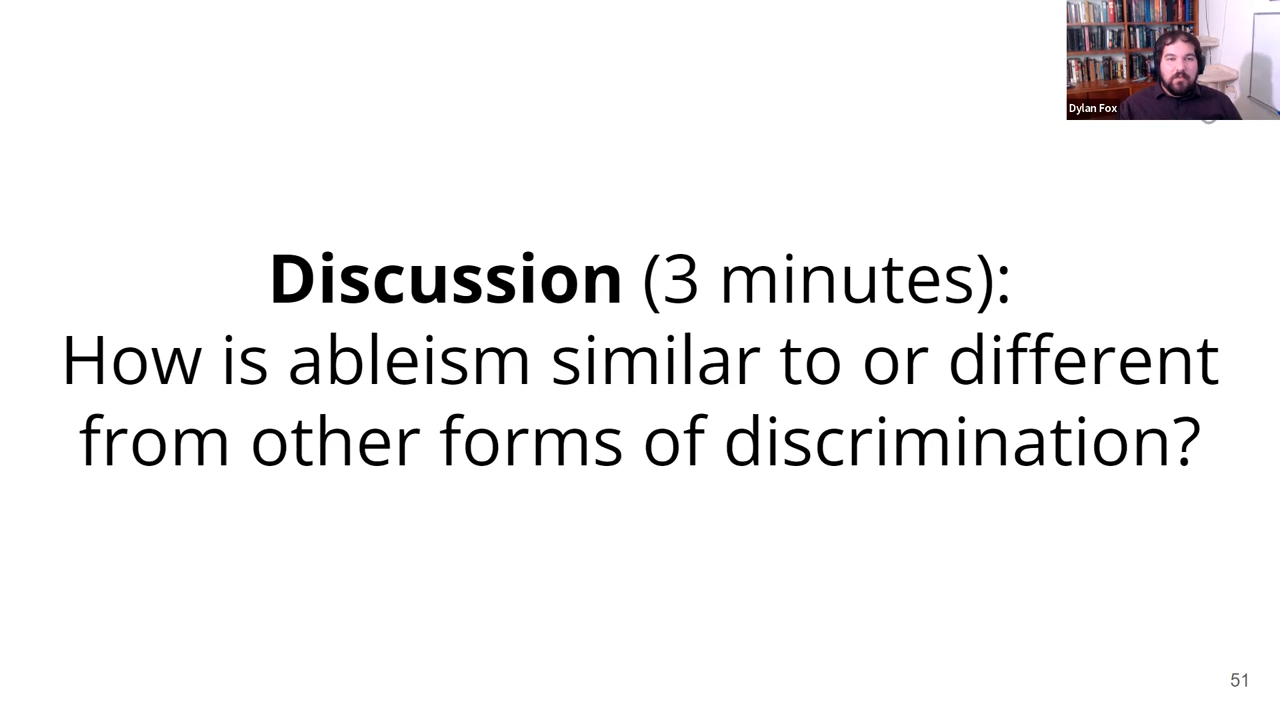 Dylan Fox
Discussion (3 minutes):
How is ableism similar to or different
from other forms of discrimination?
51